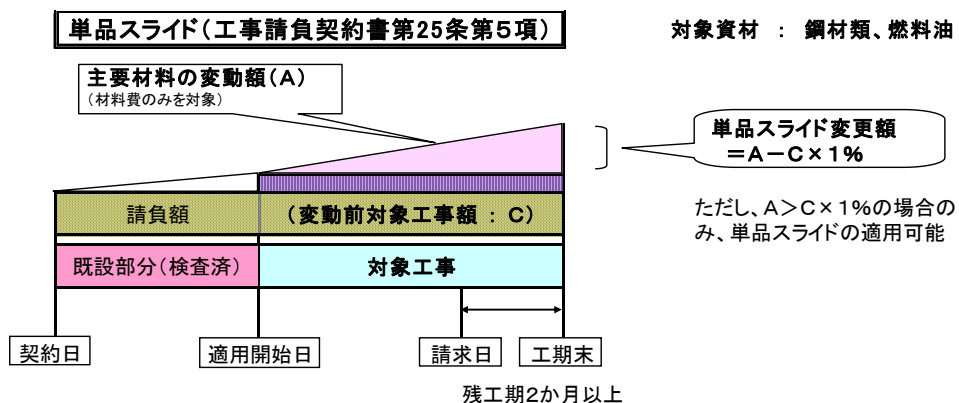 単品スライド(工事請負契約書第25条第5項)
対象資材 ： 鋼材類、燃料油
主要材料の変動額(A)
(材料費のみを対象)
単品スライド変更額
＝A－C×1%
請負額
(変動前対象工事額 ： C)
ただし、A＞C×1%の場合の
み、単品スライドの適用可能
既設部分(検査済)
対象工事
契約日
適用開始日
請求日
工期末
残工期2か月以上